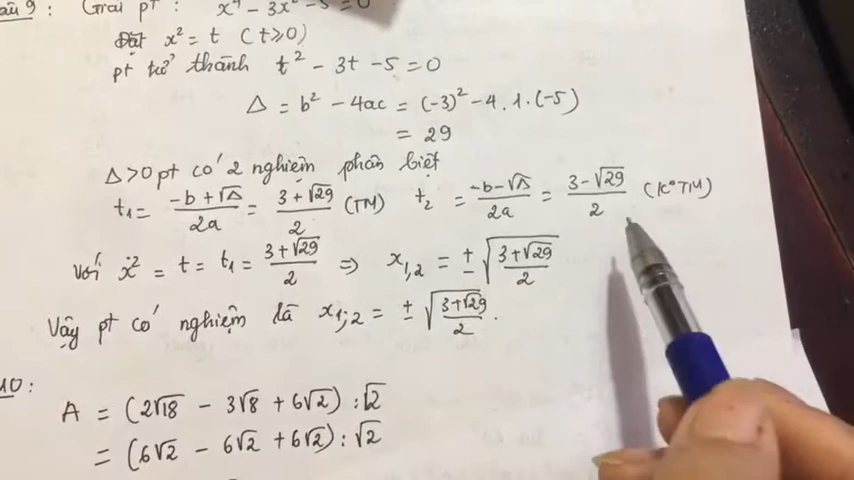 Câu 9: Giải pt: x⁴ - 3x² - 5 = 0
Đặt x² = t (t ≥ 0)
pt trở thành t² - 3t - 5 = 0
Δ = b² - 4ac = (-3)² - 4.1.(-5)
= 29
Δ > 0 pt có 2 nghiệm phân biệt
t₁ = (-b + √Δ)/2a = (3 + √29)/2 (TM) t₂ = (-b - √Δ)/2a = (3 - √29)/2 (K° TM)
với x² = t = t₁ = (3 + √29)/2 ⇒ x₁,₂ = ± √((3 + √29)/2)
Vậy pt có nghiệm là x₁;₂ = ± √((3 + √29)/2).
10:
A = (2√18 - 3√8 + 6√2) : √2
= (6√2 - 6√2 + 6√2) : √2